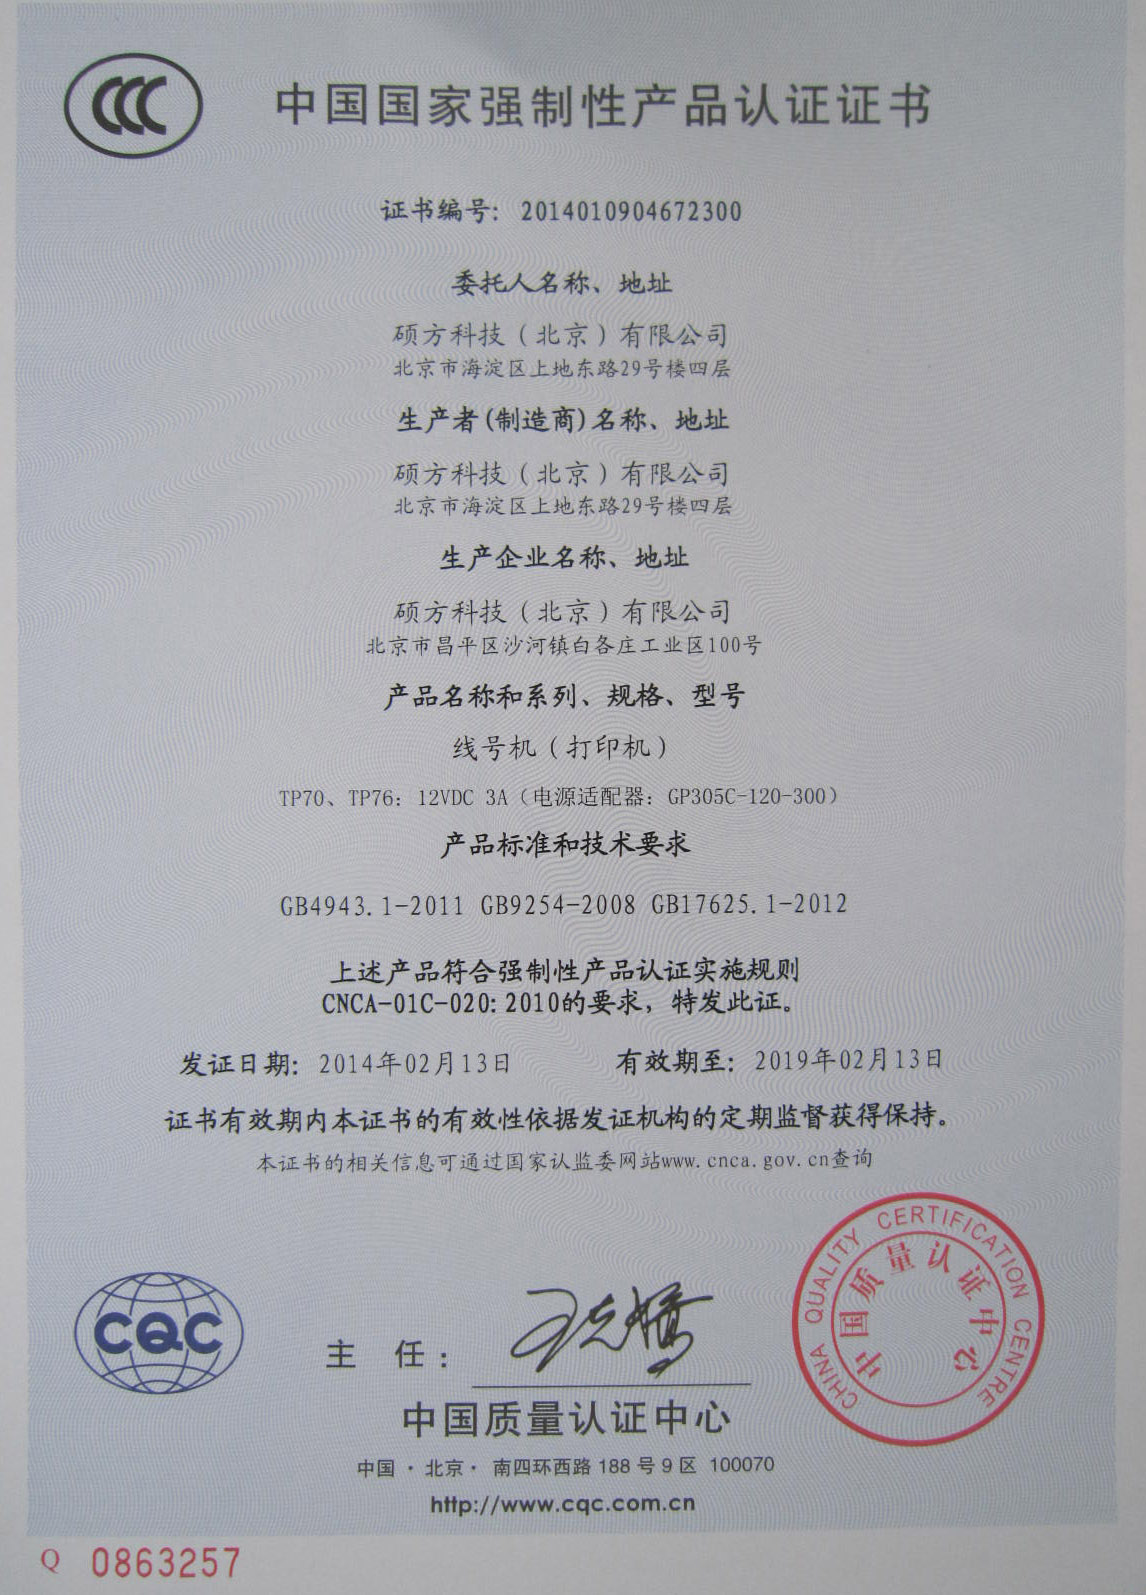 CCC
中国国家强制性产品认证证书
证书编号: 2014010904672300
委托人名称、地址
硕方科技（北京）有限公司
北京市海淀区上地东路29号楼四层
生产者(制造商)名称、地址
硕方科技（北京）有限公司
北京市海淀区上地东路29号楼四层
生产企业名称、地址
硕方科技（北京）有限公司
北京市昌平区沙河镇白各庄工业区100号
产品名称和系列、规格、型号
线号机（打印机）
TP70、TP76: 12VDC 3A（电源适配器: GP305C-120-300）
产品标准和技术要求
GB4943.1-2011 GB9254-2008 GB17625.1-2012
上述产品符合强制性产品认证实施规则
CNCA-01C-020:2010的要求，特发此证。
发证日期: 2014年02月13日 有效期至: 2019年02月13日
证书有效期内本证书的有效性依据发证机构的定期监督获得保持。
本证书的相关信息可通过国家认监委网站www.cnca.gov.cn查询
CHINA QUALITY CERTIFICATION CENTRE
中国质量认证中心
CQC
主 任:
中国质量认证中心
中国·北京· 南四环西路 188 号 9 区 100070
http://www.cqc.com.cn
Q 0863257